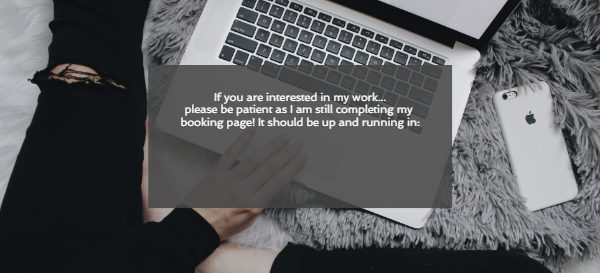 If you are interested in my work...
please be patient as I am still completing my
booking page! It should be up and running in: